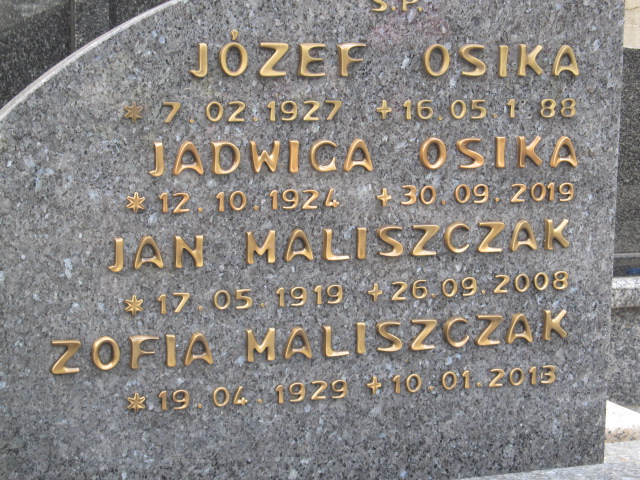 Ś.P.
JÓZEF OSIKA
* 7.02.1927 +16.05.1 88
JADWIGA OSIKA
*12.10.1924 +30.09.2019
JAN MALISZCZAK
*17.05.1919 +26.09.2008
ZOFIA MALISZCZAK
*19.04.1929 +10.01.2013